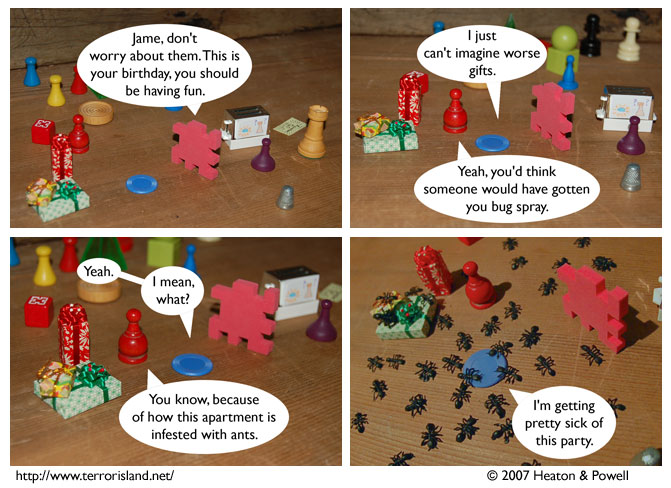 Jame, don't
worry about them. This is
your birthday, you should
be having fun.
I just
can't imagine worse
gifts.
Yeah, you'd think
someone would have gotten
you bug spray.
Yeah.
I mean,
what?
You know, because
of how this apartment is
infested with ants.
I'm getting
pretty sick of
this party.
http://www.terrorisland.net/
© 2007 Heaton & Powell